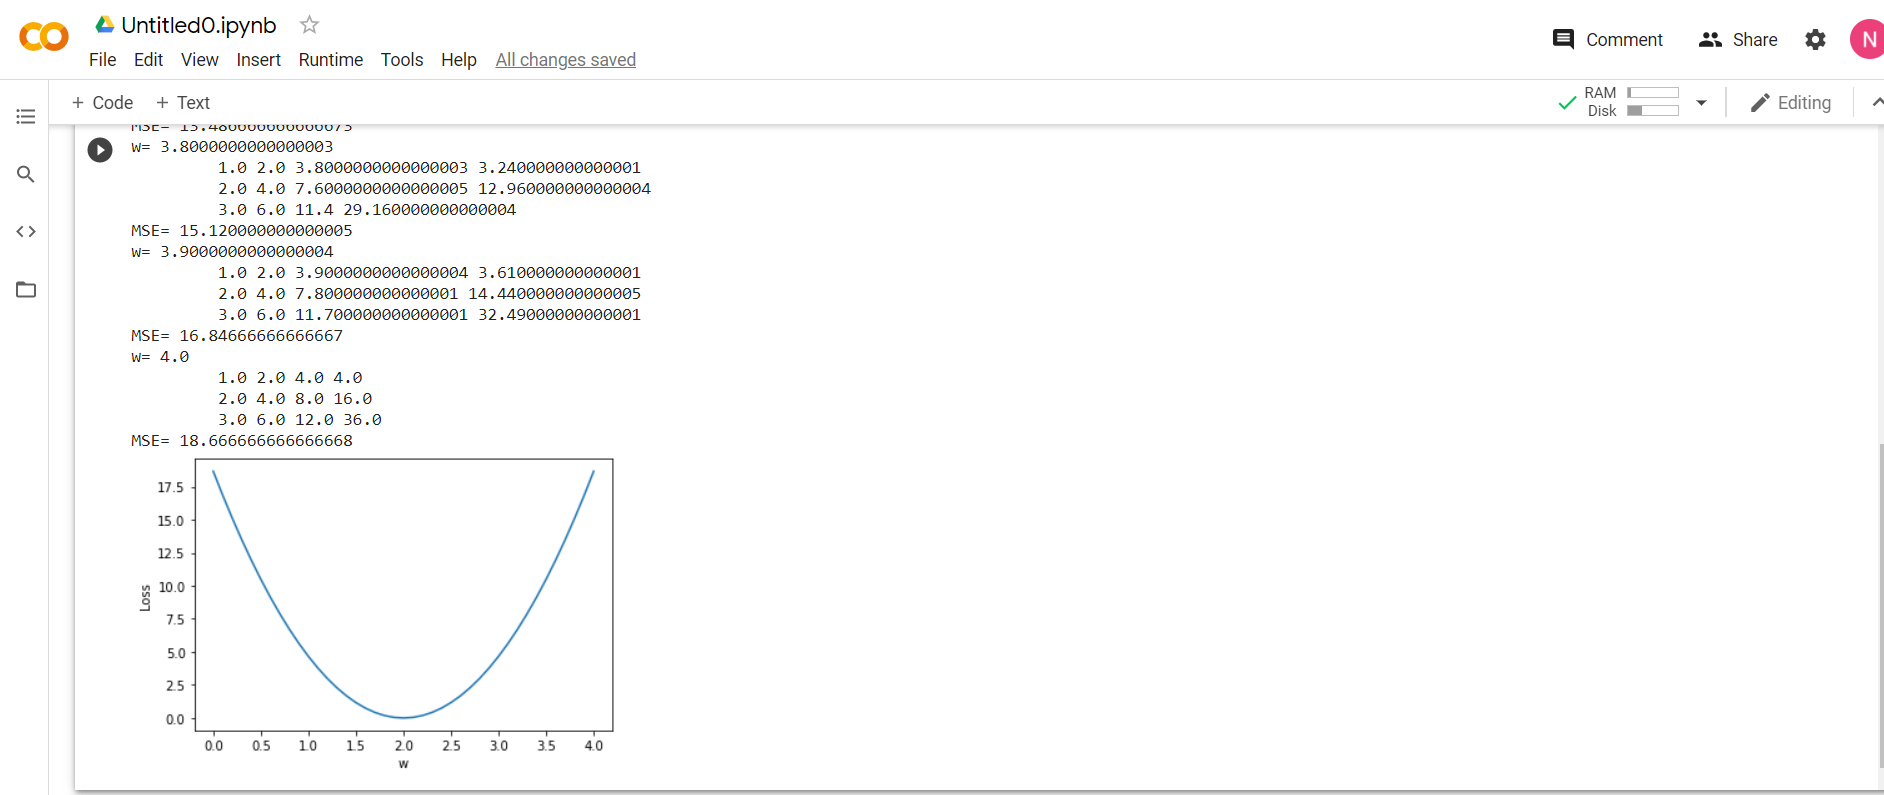 Untitled0.ipynb
File Edit View Insert Runtime Tools Help All changes saved
Comment Share N
+ Code + Text
RAM
Disk
Editing
MSE= 13.486666666666673
w= 3.8000000000000003
1.0 2.0 3.8000000000000003 3.240000000000001
2.0 4.0 7.6000000000000005 12.960000000000004
3.0 6.0 11.4 29.160000000000004
MSE= 15.120000000000005
w= 3.9000000000000004
1.0 2.0 3.9000000000000004 3.610000000000001
2.0 4.0 7.800000000000001 14.440000000000005
3.0 6.0 11.700000000000001 32.49000000000001
MSE= 16.84666666666667
w= 4.0
1.0 2.0 4.0 4.0
2.0 4.0 8.0 16.0
3.0 6.0 12.0 36.0
MSE= 18.666666666666668
17.5
15.0
12.5
10.0
7.5
5.0
2.5
0.0
Loss
0.0 0.5 1.0 1.5 2.0 2.5 3.0 3.5 4.0
w